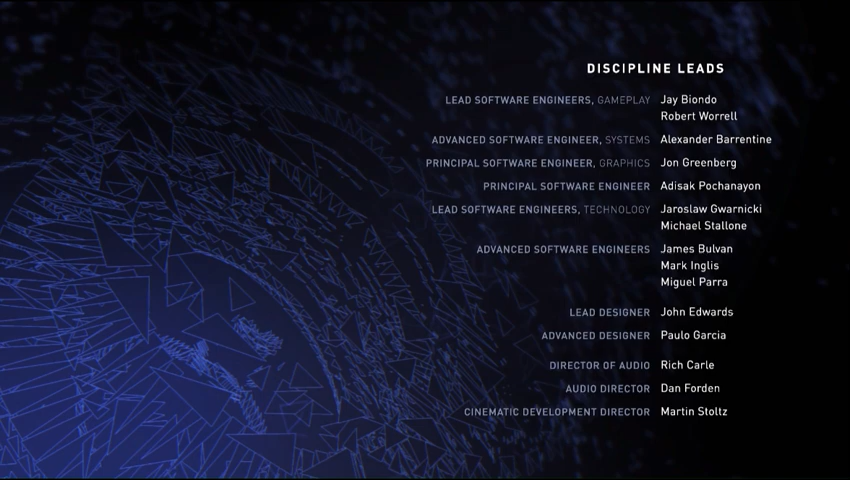 DISCIPLINE LEADS
LEAD SOFTWARE ENGINEERS, GAMEPLAY Jay Biondo
Robert Worrell
ADVANCED SOFTWARE ENGINEER, SYSTEMS Alexander Barrentine
PRINCIPAL SOFTWARE ENGINEER, GRAPHICS Jon Greenberg
PRINCIPAL SOFTWARE ENGINEER Adisak Pochanayon
LEAD SOFTWARE ENGINEERS, TECHNOLOGY Jaroslaw Gwarnicki
Michael Stallone
ADVANCED SOFTWARE ENGINEERS James Bulvan
Mark Inglis
Miguel Parra
LEAD DESIGNER John Edwards
ADVANCED DESIGNER Paulo Garcia
DIRECTOR OF AUDIO Rich Carle
AUDIO DIRECTOR Dan Forden
CINEMATIC DEVELOPMENT DIRECTOR Martin Stoltz